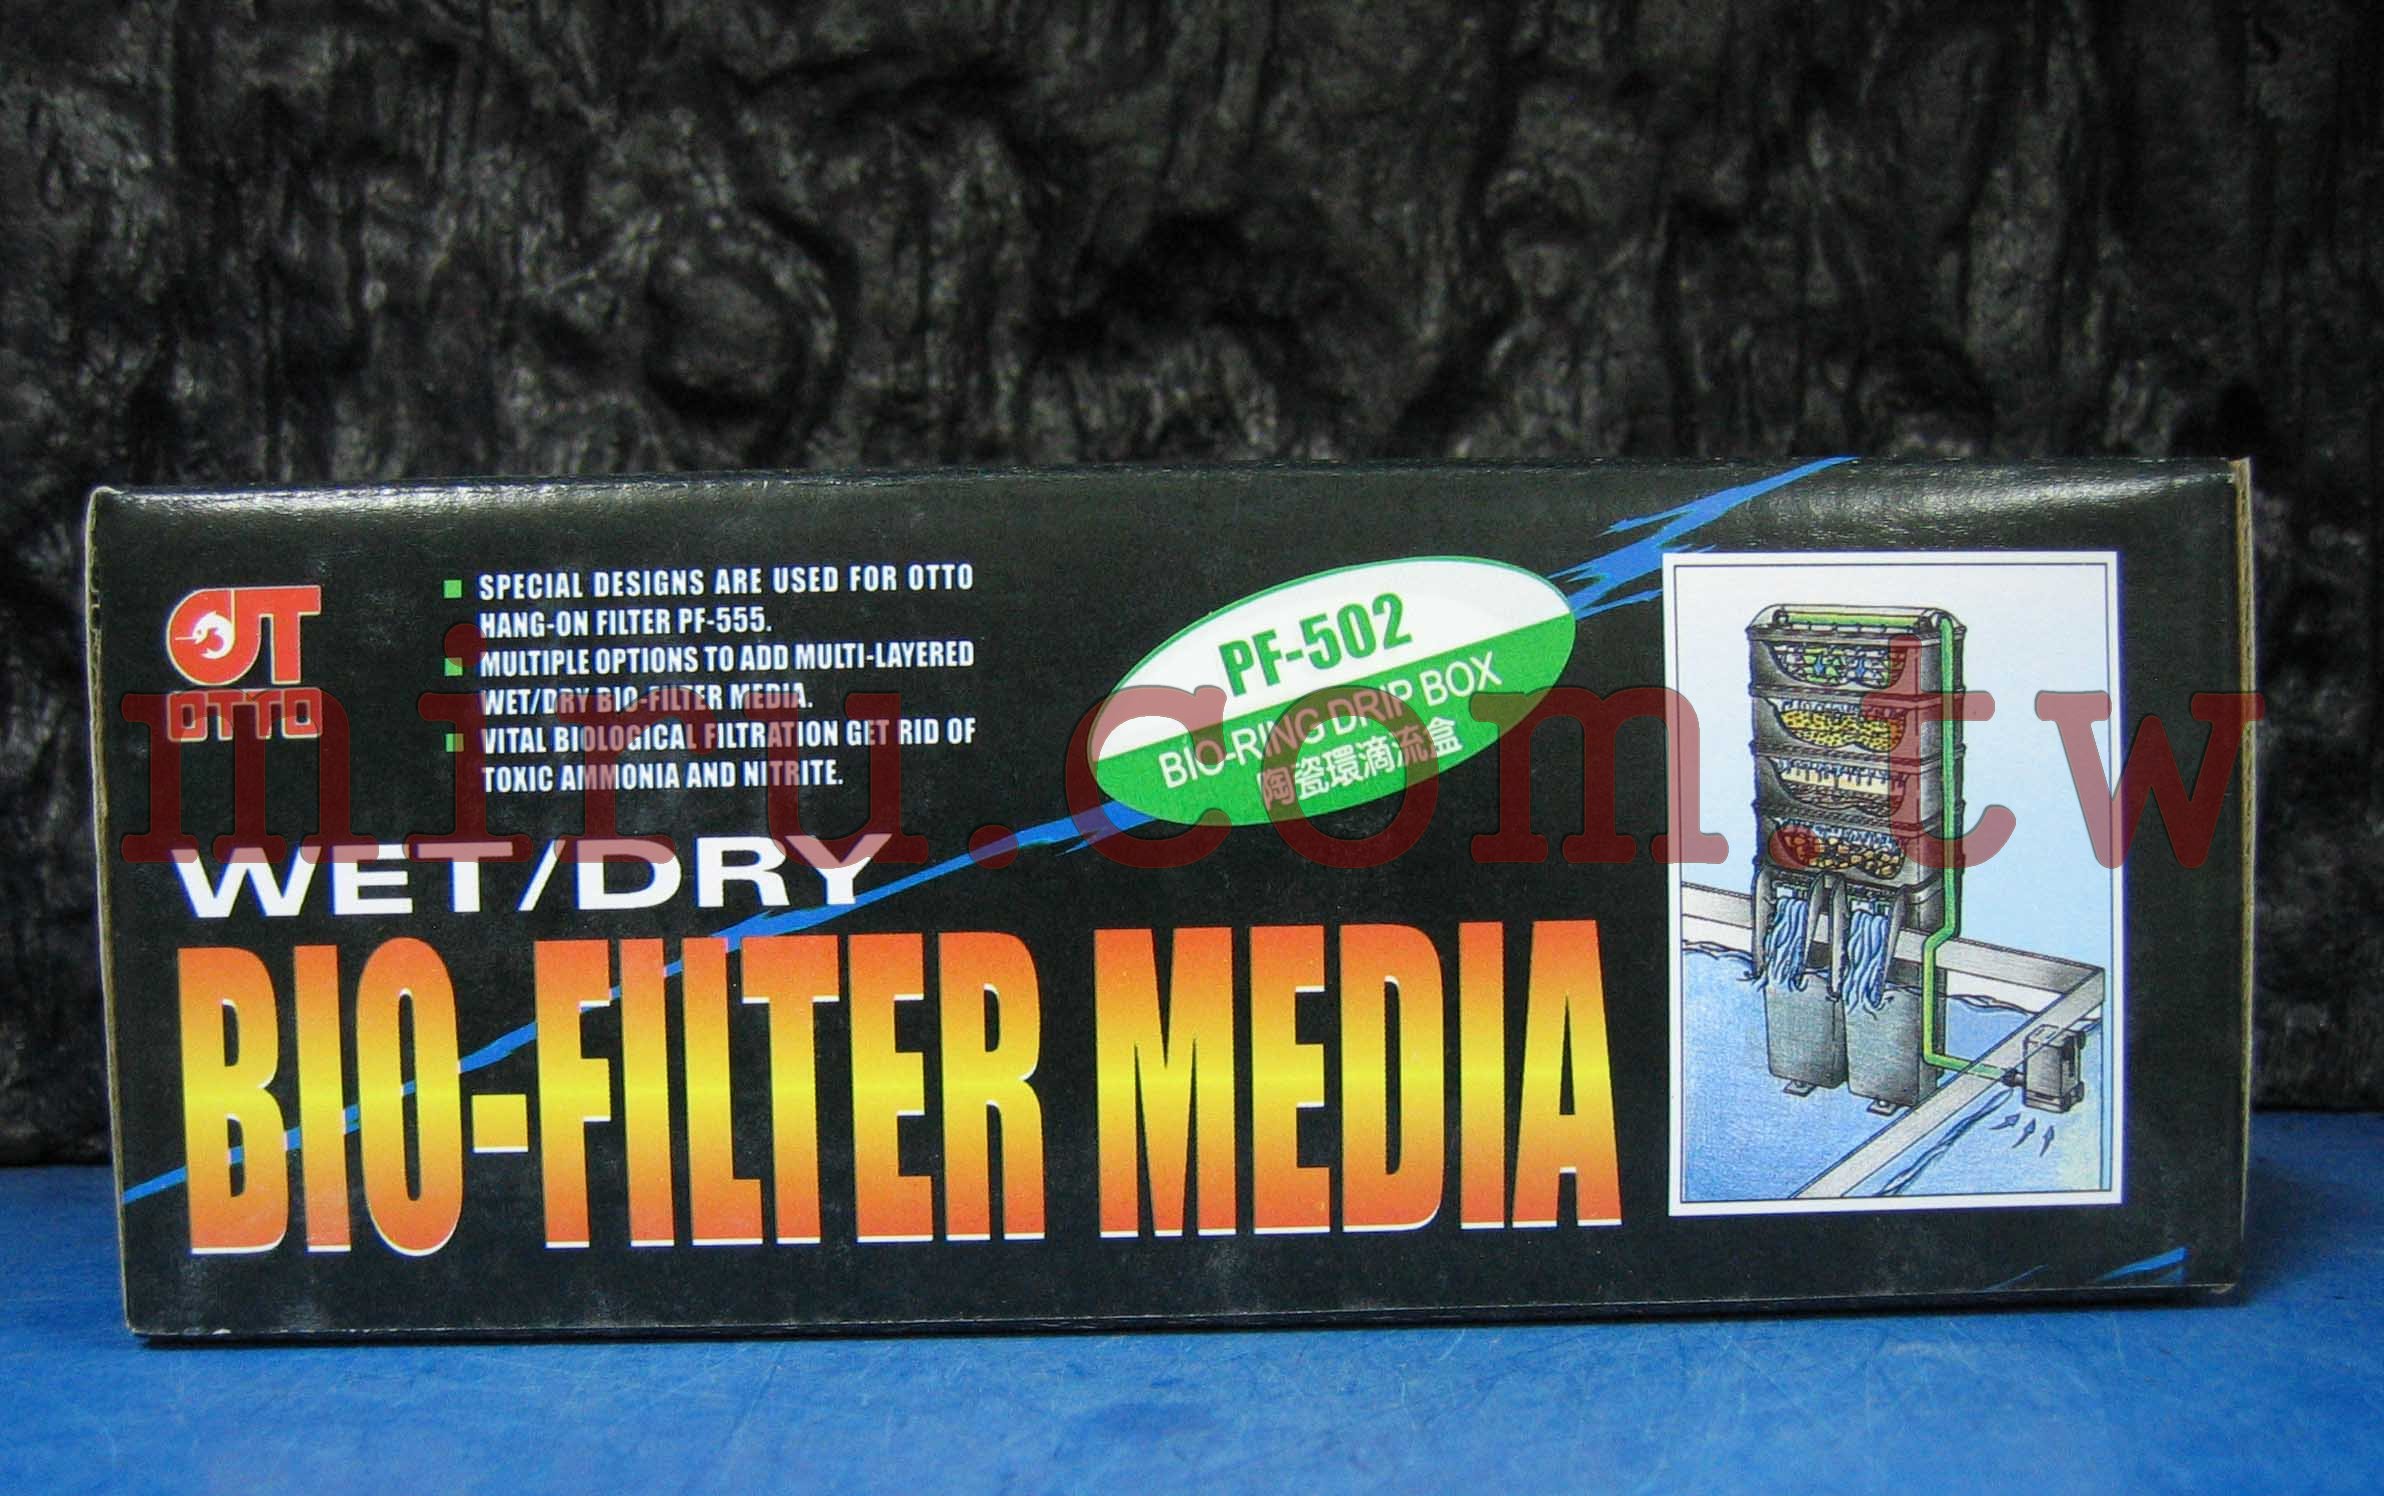 OTTO
SPECIAL DESIGNS ARE USED FOR OTTO
HANG-ON FILTER PF-555.
MULTIPLE OPTIONS TO ADD MULTI-LAYERED
WET/DRY BIO-FILTER MEDIA.
VITAL BIOLOGICAL FILTRATION GET RID OF
TOXIC AMMONIA AND NITRITE.
PF-502
BIO-RING DRIP BOX
陶瓷環滴流盒
miru.com.tw
WET/DRY
BIO-FILTER MEDIA